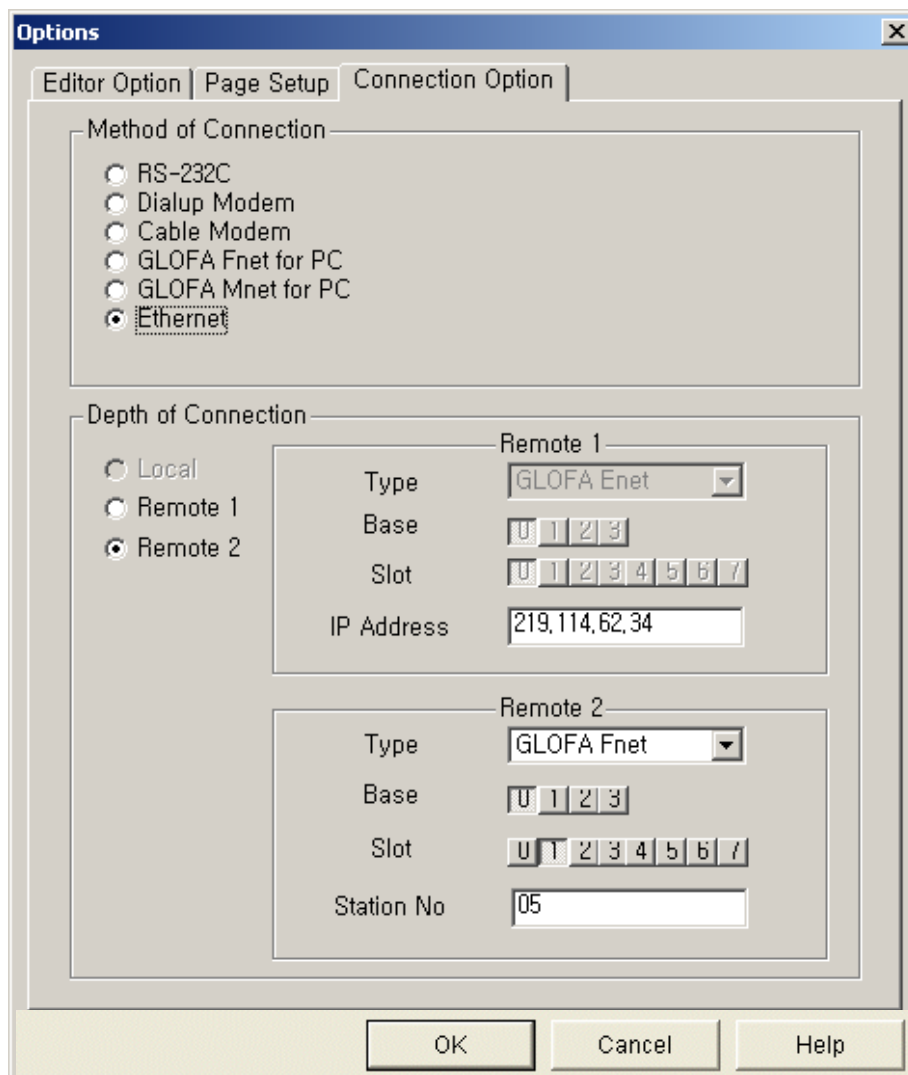 Options
Editor Option Page Setup Connection Option
Method of Connection
RS-232C
Dialup Modem
Cable Modem
GLOFA Fnet for PC
GLOFA Mnet for PC
Ethernet
Depth of Connection
Local
Remote 1
Remote 2
Remote 1
Type GLOFA Enet
Base 0 1 2 3
Slot 0 1 2 3 4 5 6 7
IP Address 219.114.62.34
Remote 2
Type GLOFA Fnet
Base 0 1 2 3
Slot 0 1 2 3 4 5 6 7
Station No 05
OK Cancel Help